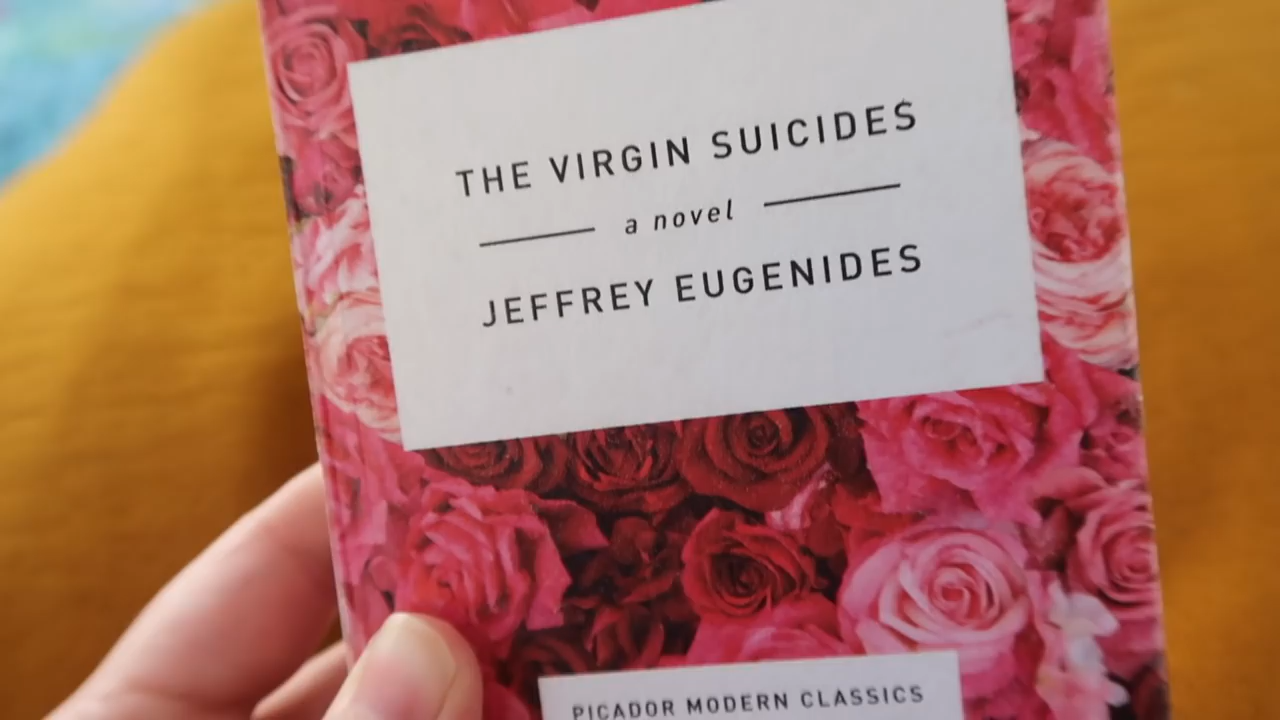 THE VIRGIN SUICIDES
a novel
JEFFREY EUGENIDES
PICADOR MODERN CLASSICS